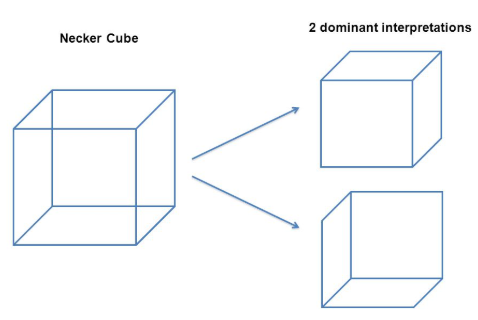 Necker Cube
2 dominant interpretations